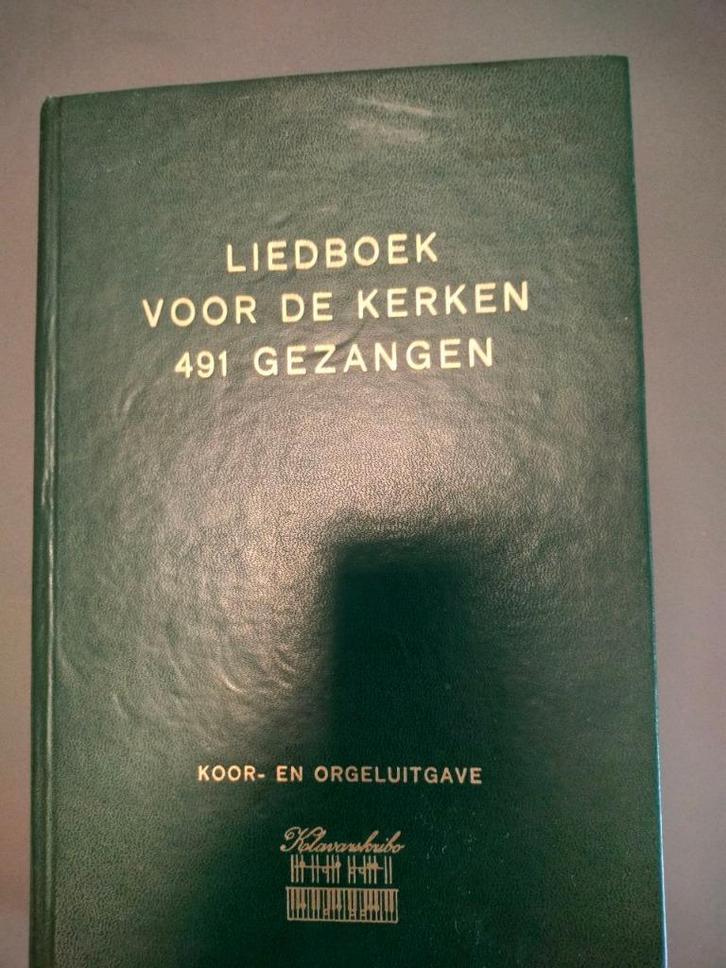 LIEDBOEK
VOOR DE KERKEN
491 GEZANGEN
KOOR- EN ORGELUITGAVE
Klavarskribo